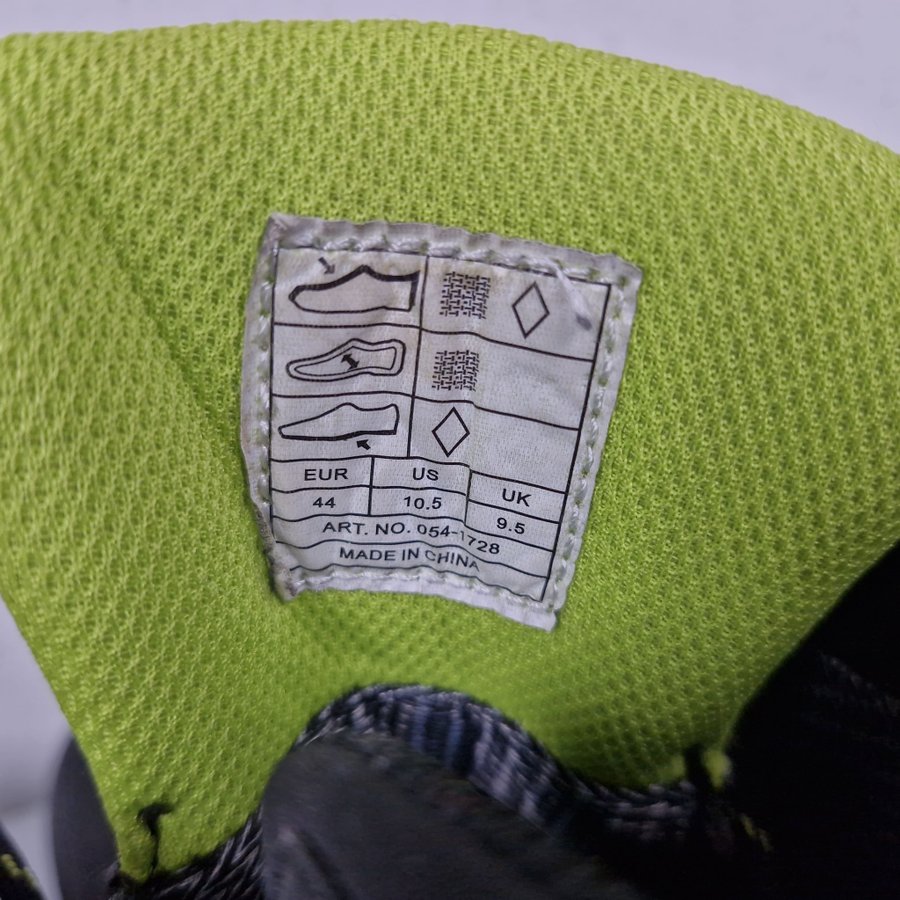 EUR US UK
44 10.5 9.5
ART. NO. 054-1728
MADE IN CHINA